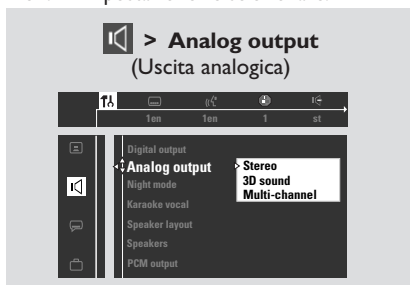 > Analog output
(Uscita analogica)
1en 1en 1 st
Digital output
Analog output
Night mode
Karaoke vocal
Speaker layout
Speakers
PCM output
Stereo
3D sound
Multi-channel